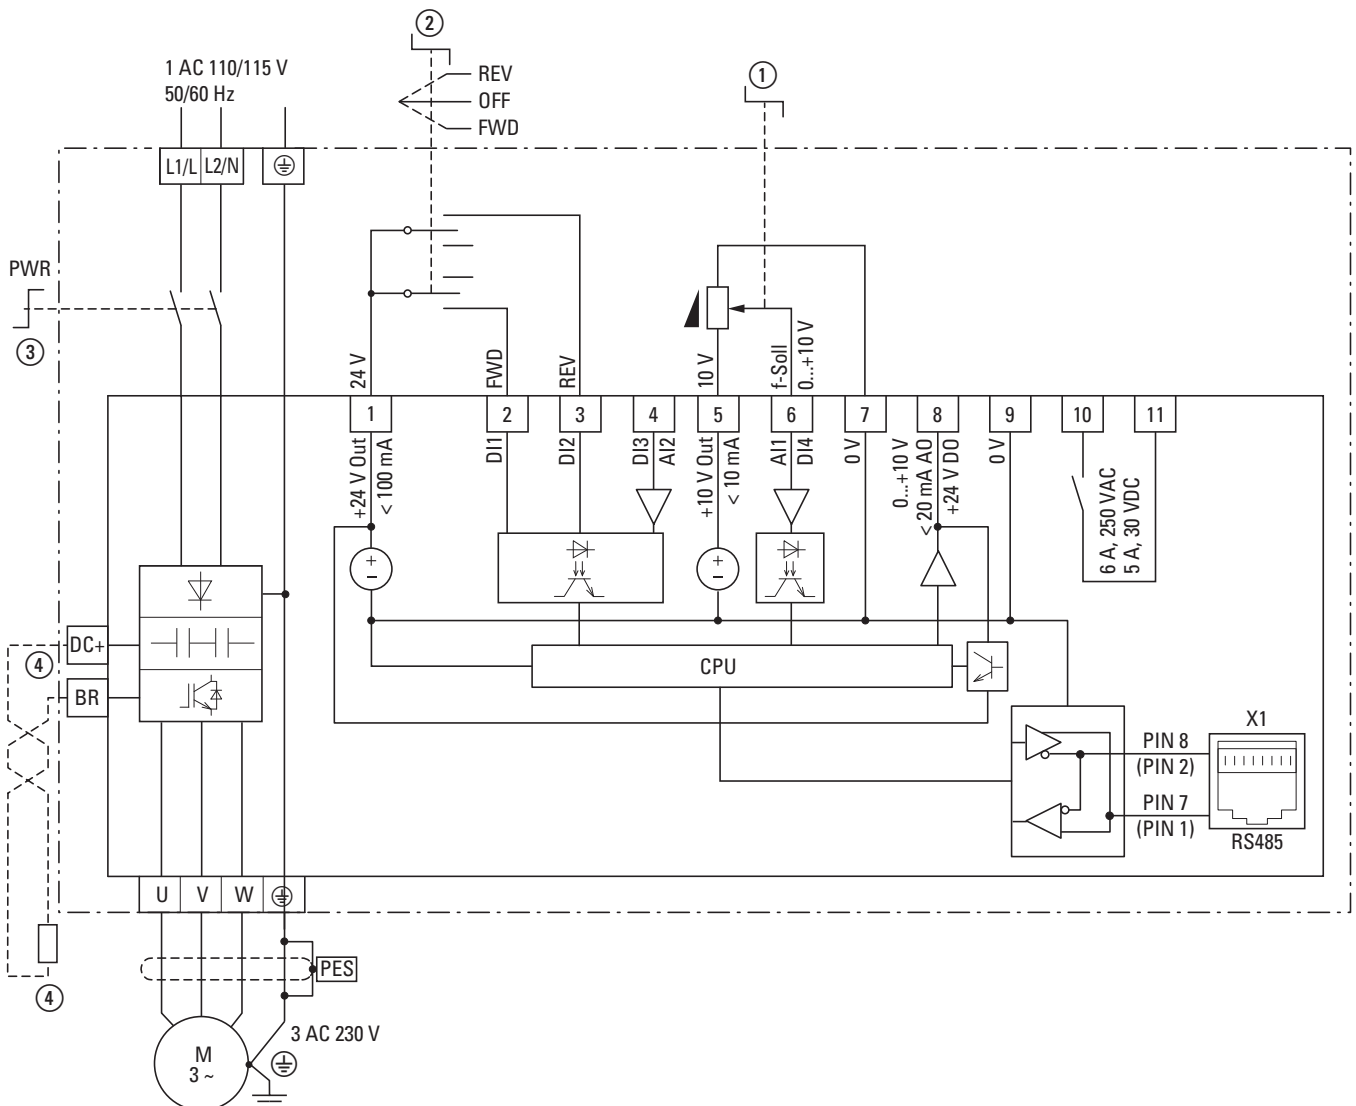 2
1 AC 110/115 V
50/60 Hz
REV
OFF
FWD
1
L1/L L2/N
PWR
3
24 V
FWD
REV
10 V
f-Soll
0...+10 V
1 2 3 4 5 6 7 8 9 10 11
+24 V Out
< 100 mA
DI1
DI2
DI3
AI2
+10 V Out
< 10 mA
AI1
DI4
0 V
0...+10 V
< 20 mA AO
+24 V DO
0 V
6 A, 250 VAC
5 A, 30 VDC
+
-
+
-
DC+
4
BR
CPU
X1
PIN 8
(PIN 2)
PIN 7
(PIN 1)
RS485
U V W
PES
4
3 AC 230 V
M
3 ~